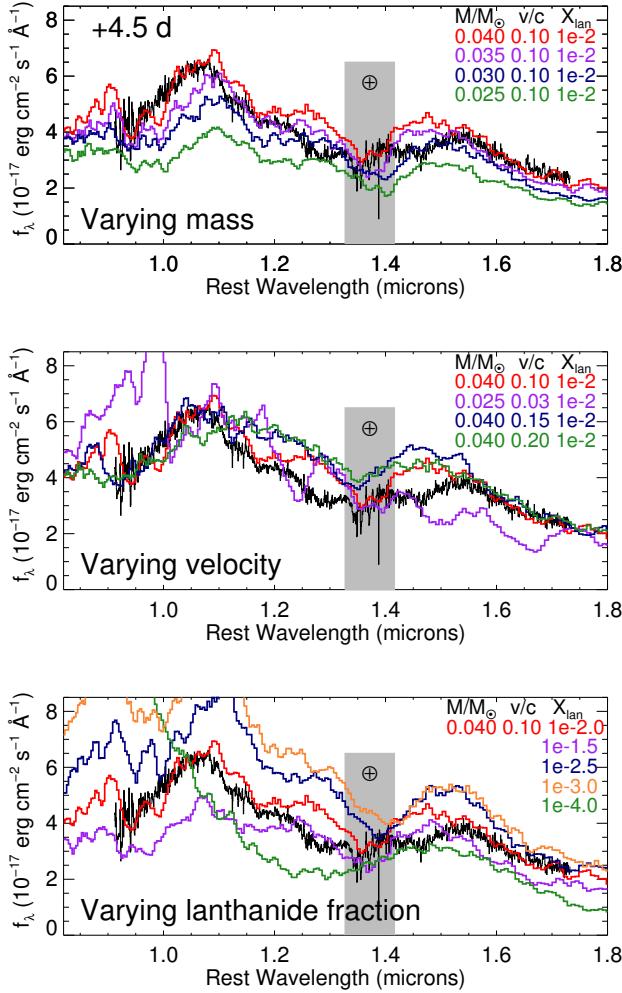 +4.5 d
M/M☉ v/c X_lan
0.040 0.10 1e-2
0.035 0.10 1e-2
0.030 0.10 1e-2
0.025 0.10 1e-2
⊕
f_λ (10⁻¹⁷ erg cm⁻² s⁻¹ Å⁻¹)
8
6
4
2
0
Varying mass
1.0 1.2 1.4 1.6 1.8
Rest Wavelength (microns)
M/M☉ v/c X_lan
0.040 0.10 1e-2
0.025 0.03 1e-2
0.040 0.15 1e-2
0.040 0.20 1e-2
⊕
f_λ (10⁻¹⁷ erg cm⁻² s⁻¹ Å⁻¹)
8
6
4
2
0
Varying velocity
1.0 1.2 1.4 1.6 1.8
Rest Wavelength (microns)
M/M☉ v/c X_lan
0.040 0.10 1e-2.0
1e-1.5
1e-2.5
1e-3.0
1e-4.0
⊕
f_λ (10⁻¹⁷ erg cm⁻² s⁻¹ Å⁻¹)
8
6
4
2
0
Varying lanthanide fraction
1.0 1.2 1.4 1.6 1.8
Rest Wavelength (microns)